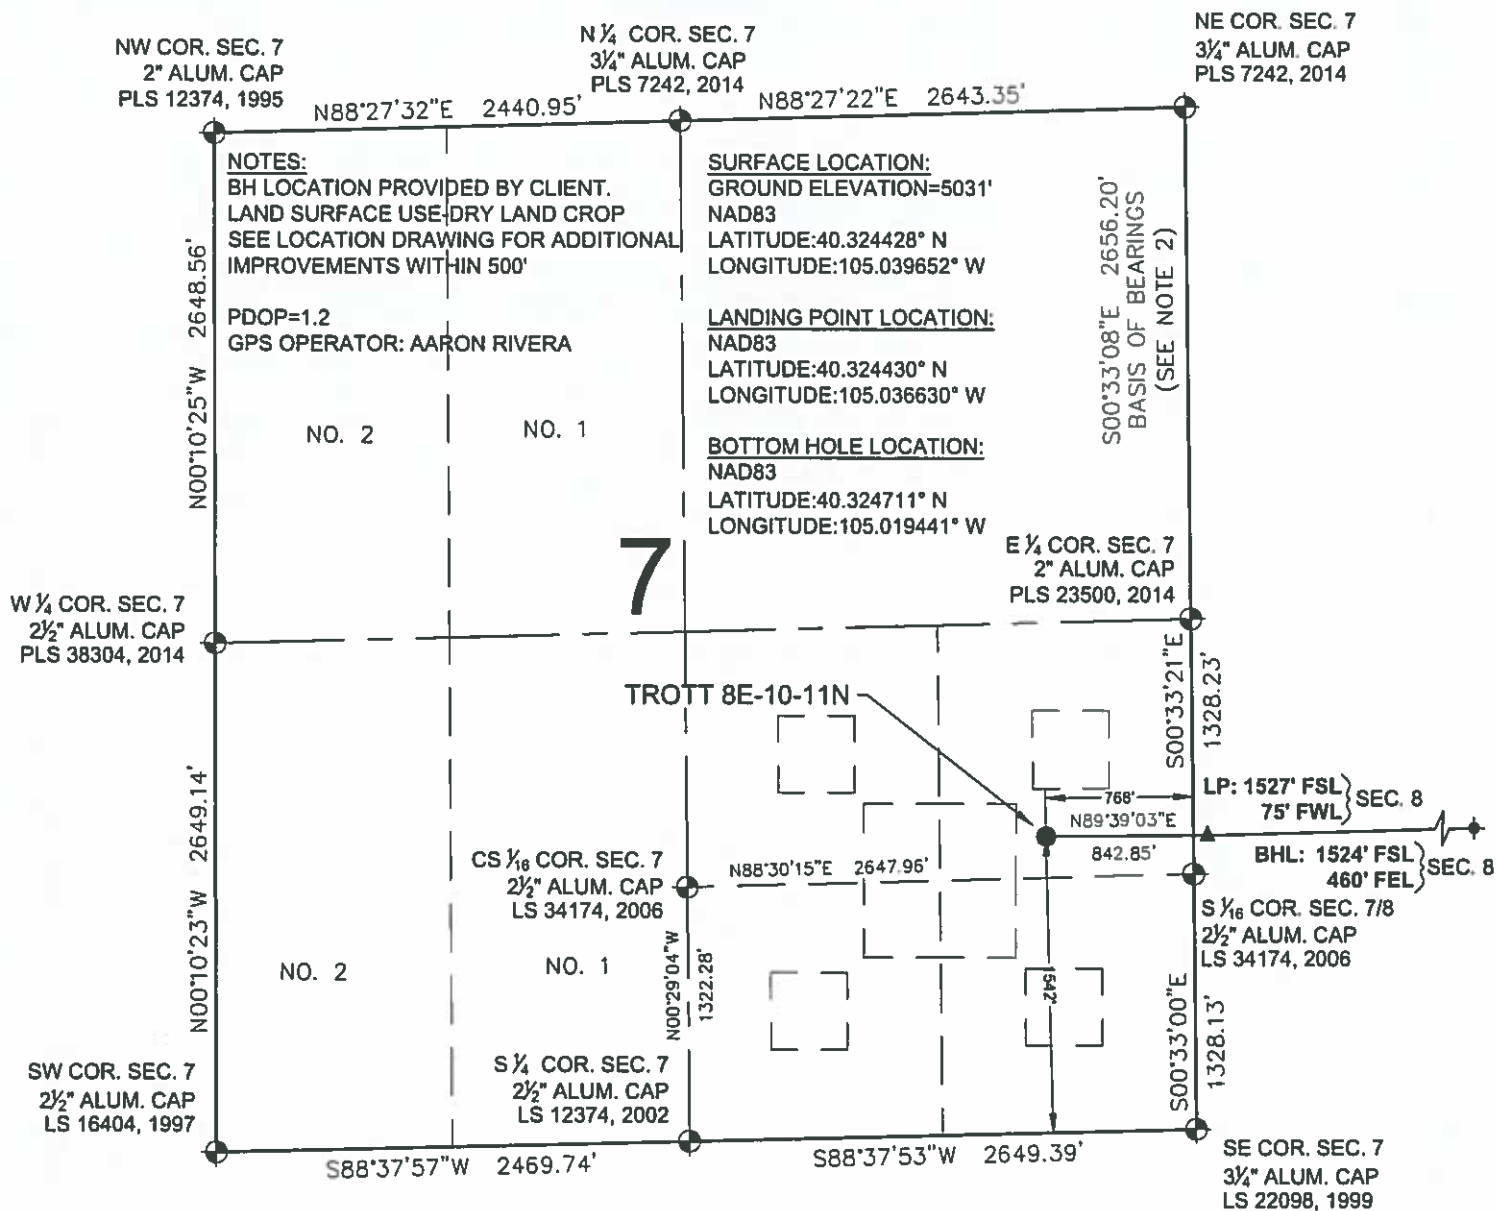 NW COR. SEC. 7
2" ALUM. CAP
PLS 12374, 1995
N ¼ COR. SEC. 7
3¼" ALUM. CAP
PLS 7242, 2014
NE COR. SEC. 7
3¼" ALUM. CAP
PLS 7242, 2014
N88°27'32"E 2440.95'
N88°27'22"E 2643.35'
NOTES:
BH LOCATION PROVIDED BY CLIENT.
LAND SURFACE USE-DRY LAND CROP
SEE LOCATION DRAWING FOR ADDITIONAL
IMPROVEMENTS WITHIN 500'
PDOP=1.2
GPS OPERATOR: AARON RIVERA
SURFACE LOCATION:
GROUND ELEVATION=5031'
NAD83
LATITUDE:40.324428° N
LONGITUDE:105.039652° W
LANDING POINT LOCATION:
NAD83
LATITUDE:40.324430° N
LONGITUDE:105.036630° W
BOTTOM HOLE LOCATION:
NAD83
LATITUDE:40.324711° N
LONGITUDE:105.019441° W
N00°10'25"W 2648.56'
S00°33'08"E 2656.20'
BASIS OF BEARINGS
(SEE NOTE 2)
NO. 2
NO. 1
7
E ¼ COR. SEC. 7
2" ALUM. CAP
PLS 23500, 2014
W ¼ COR. SEC. 7
2½" ALUM. CAP
PLS 38304, 2014
TROTT 8E-10-11N
S00°33'21"E
1328.23'
768'
N89°39'03"E
842.85'
LP: 1527' FSL
75' FWL
SEC. 8
BHL: 1524' FSL
460' FEL
SEC. 8
N00°10'23"W 2649.14'
CS 1/16 COR. SEC. 7
2½" ALUM. CAP
LS 34174, 2006
N88°30'15"E 2647.96'
S 1/16 COR. SEC. 7/8
2½" ALUM. CAP
LS 34174, 2006
NO. 2
NO. 1
N00°29'04"W
1322.28'
1542'
S00°33'00"E
1328.13'
SW COR. SEC. 7
2½" ALUM. CAP
LS 16404, 1997
S ¼ COR. SEC. 7
2½" ALUM. CAP
LS 12374, 2002
S88°37'57"W 2469.74'
S88°37'53"W 2649.39'
SE COR. SEC. 7
3¼" ALUM. CAP
LS 22098, 1999